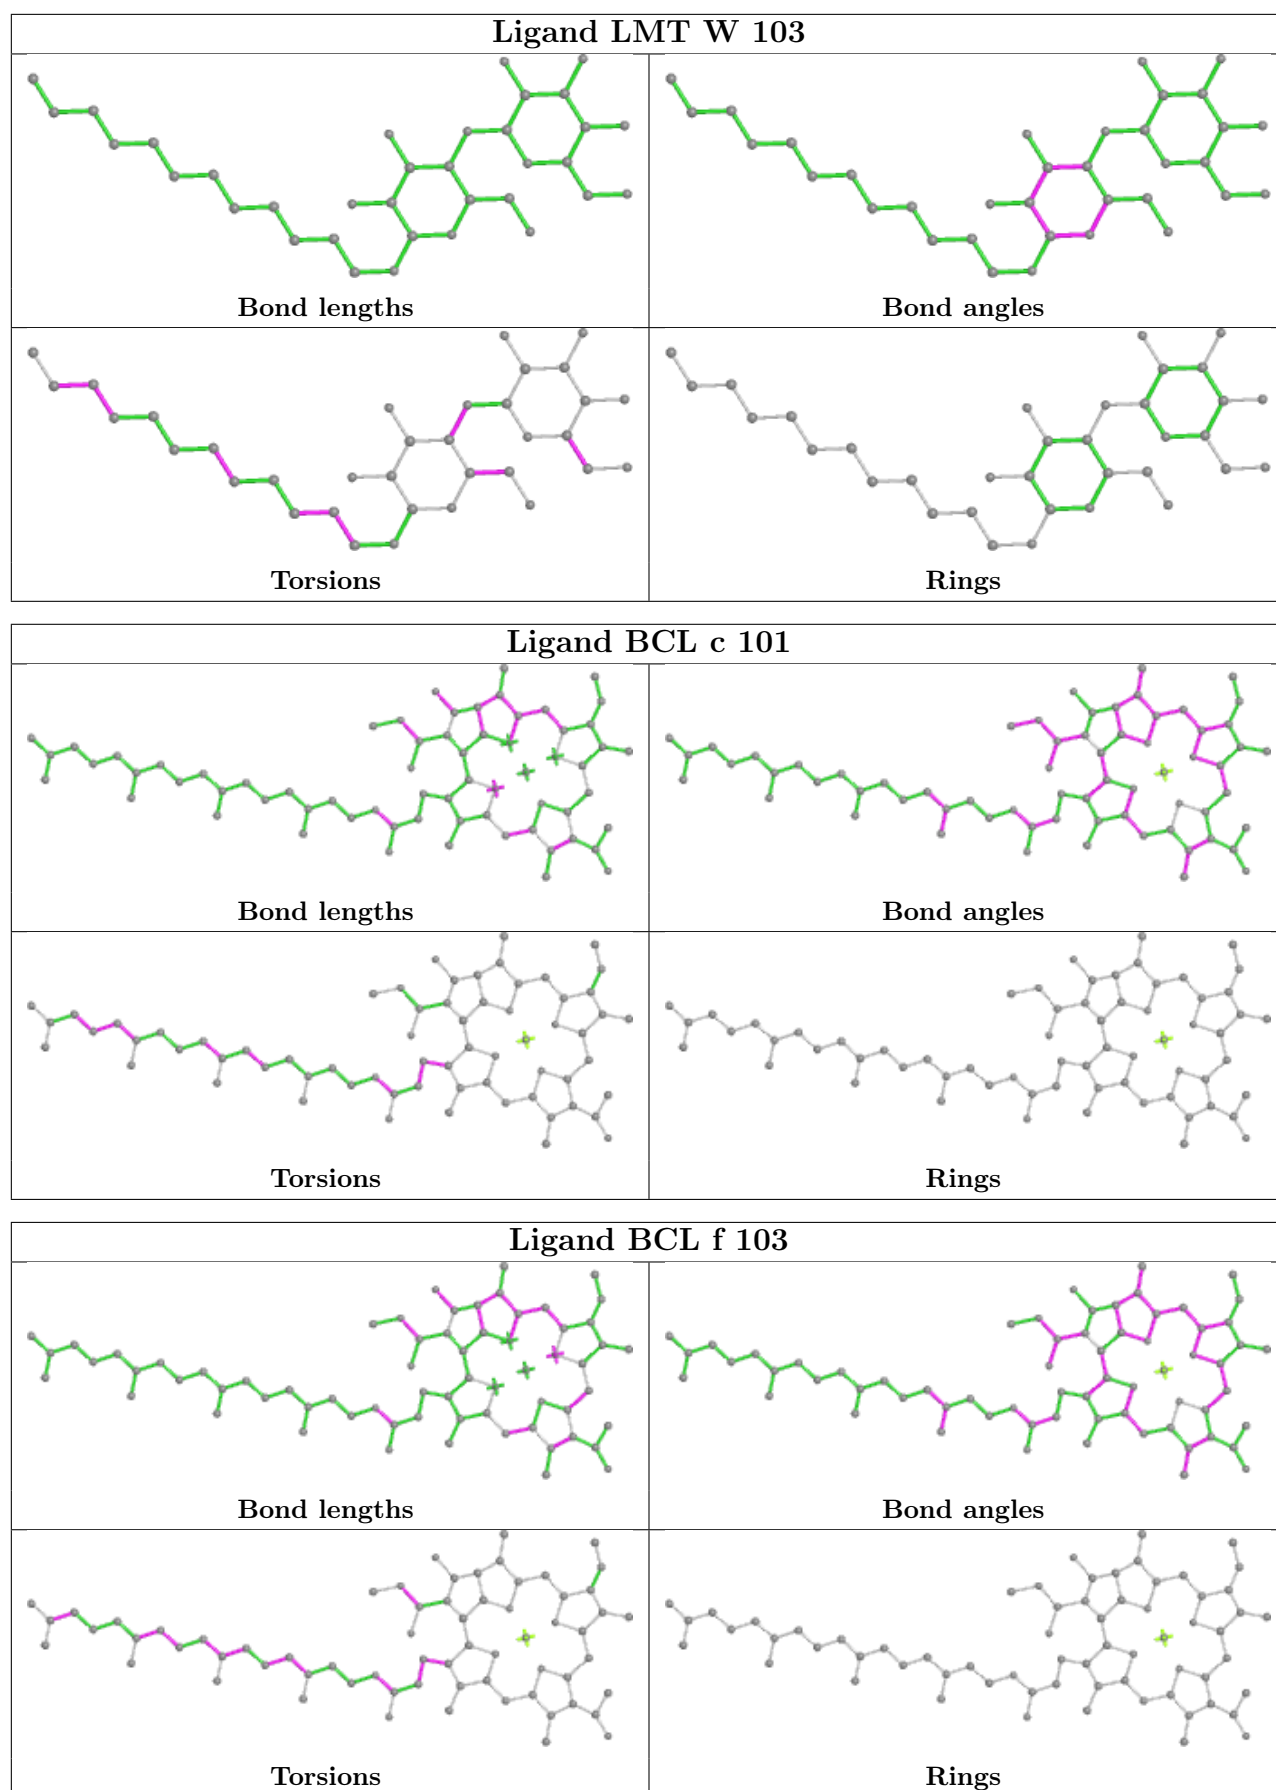 Ligand LMT W 103
Bond lengths
Bond angles
Torsions
Rings
Ligand BCL c 101
Bond lengths
Bond angles
Torsions
Rings
Ligand BCL f 103
Bond lengths
Bond angles
Torsions
Rings